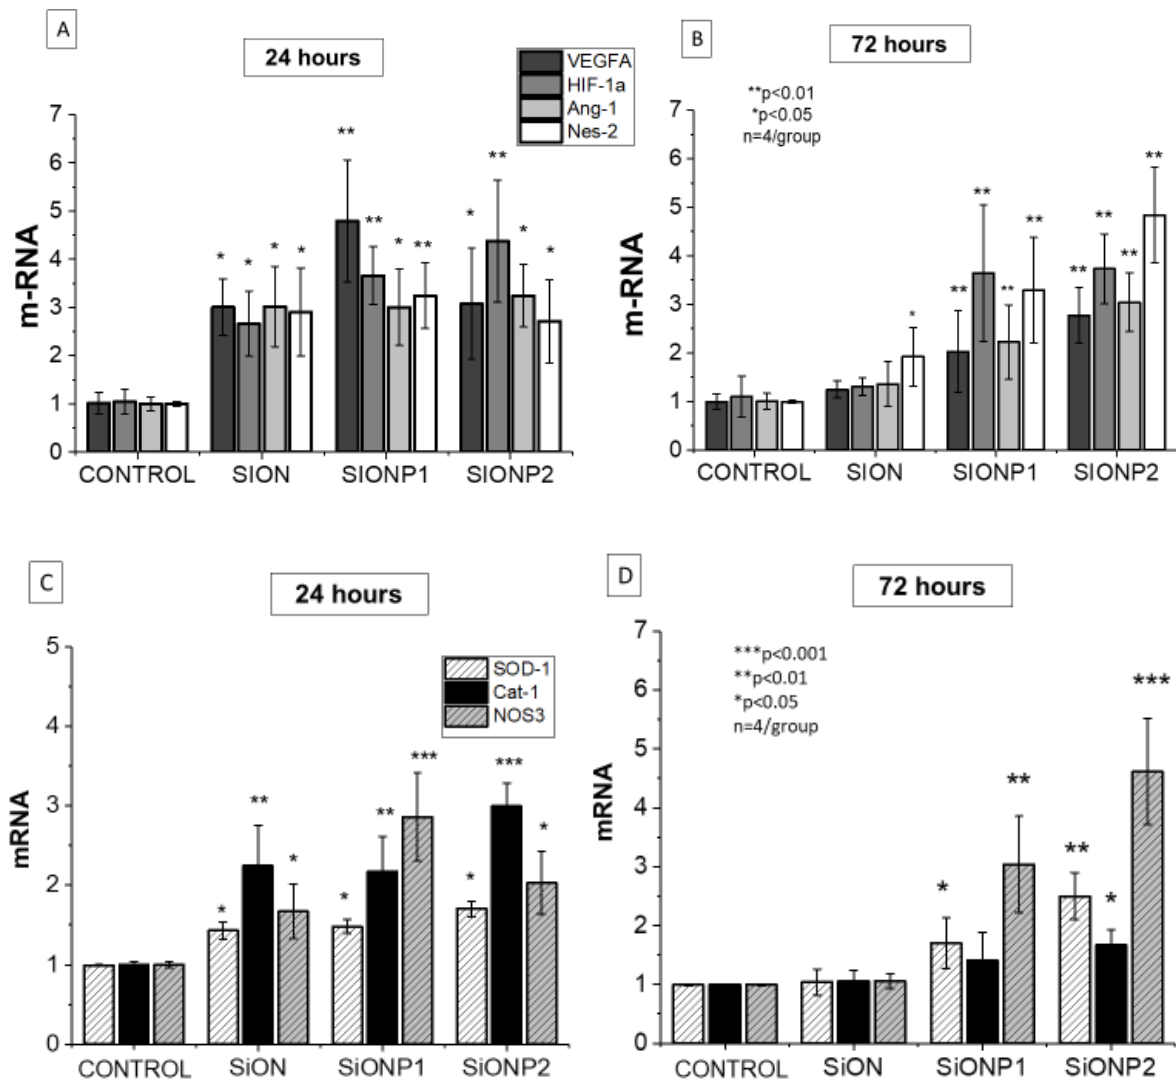 A
24 hours
VEGFA
HIF-1a
Ang-1
Nes-2
m-RNA
7
6
5
4
3
2
1
0
** ** * ** ** * * * * * * *
CONTROL SION SIONP1 SIONP2
B
72 hours
**p<0.01
*p<0.05
n=4/group
m-RNA
7
6
5
4
3
2
1
0
* ** ** ** ** ** ** ** **
CONTROL SION SIONP1 SIONP2
C
24 hours
SOD-1
Cat-1
NOS3
mRNA
5
4
3
2
1
0
* ** * * ** *** * *** *
CONTROL SiON SiONP1 SiONP2
D
72 hours
***p<0.001
**p<0.01
*p<0.05
n=4/group
mRNA
7
6
5
4
3
2
1
0
* ** ** * ***
CONTROL SiON SiONP1 SiONP2